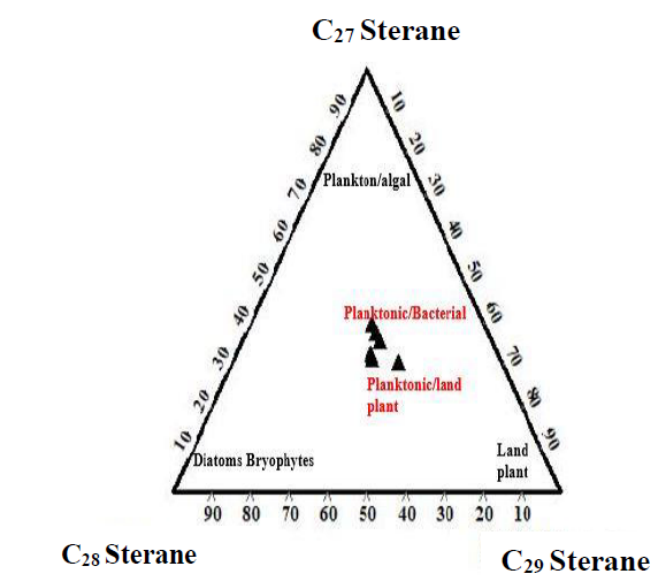 C27 Sterane
90
10
80
20
70
Plankton/algal
30
60
40
50
50
40
Planktonic/Bacterial
60
30
70
Planktonic/land
plant
20
80
10
90
Diatoms Bryophytes
Land
plant
90 80 70 60 50 40 30 20 10
C28 Sterane
C29 Sterane